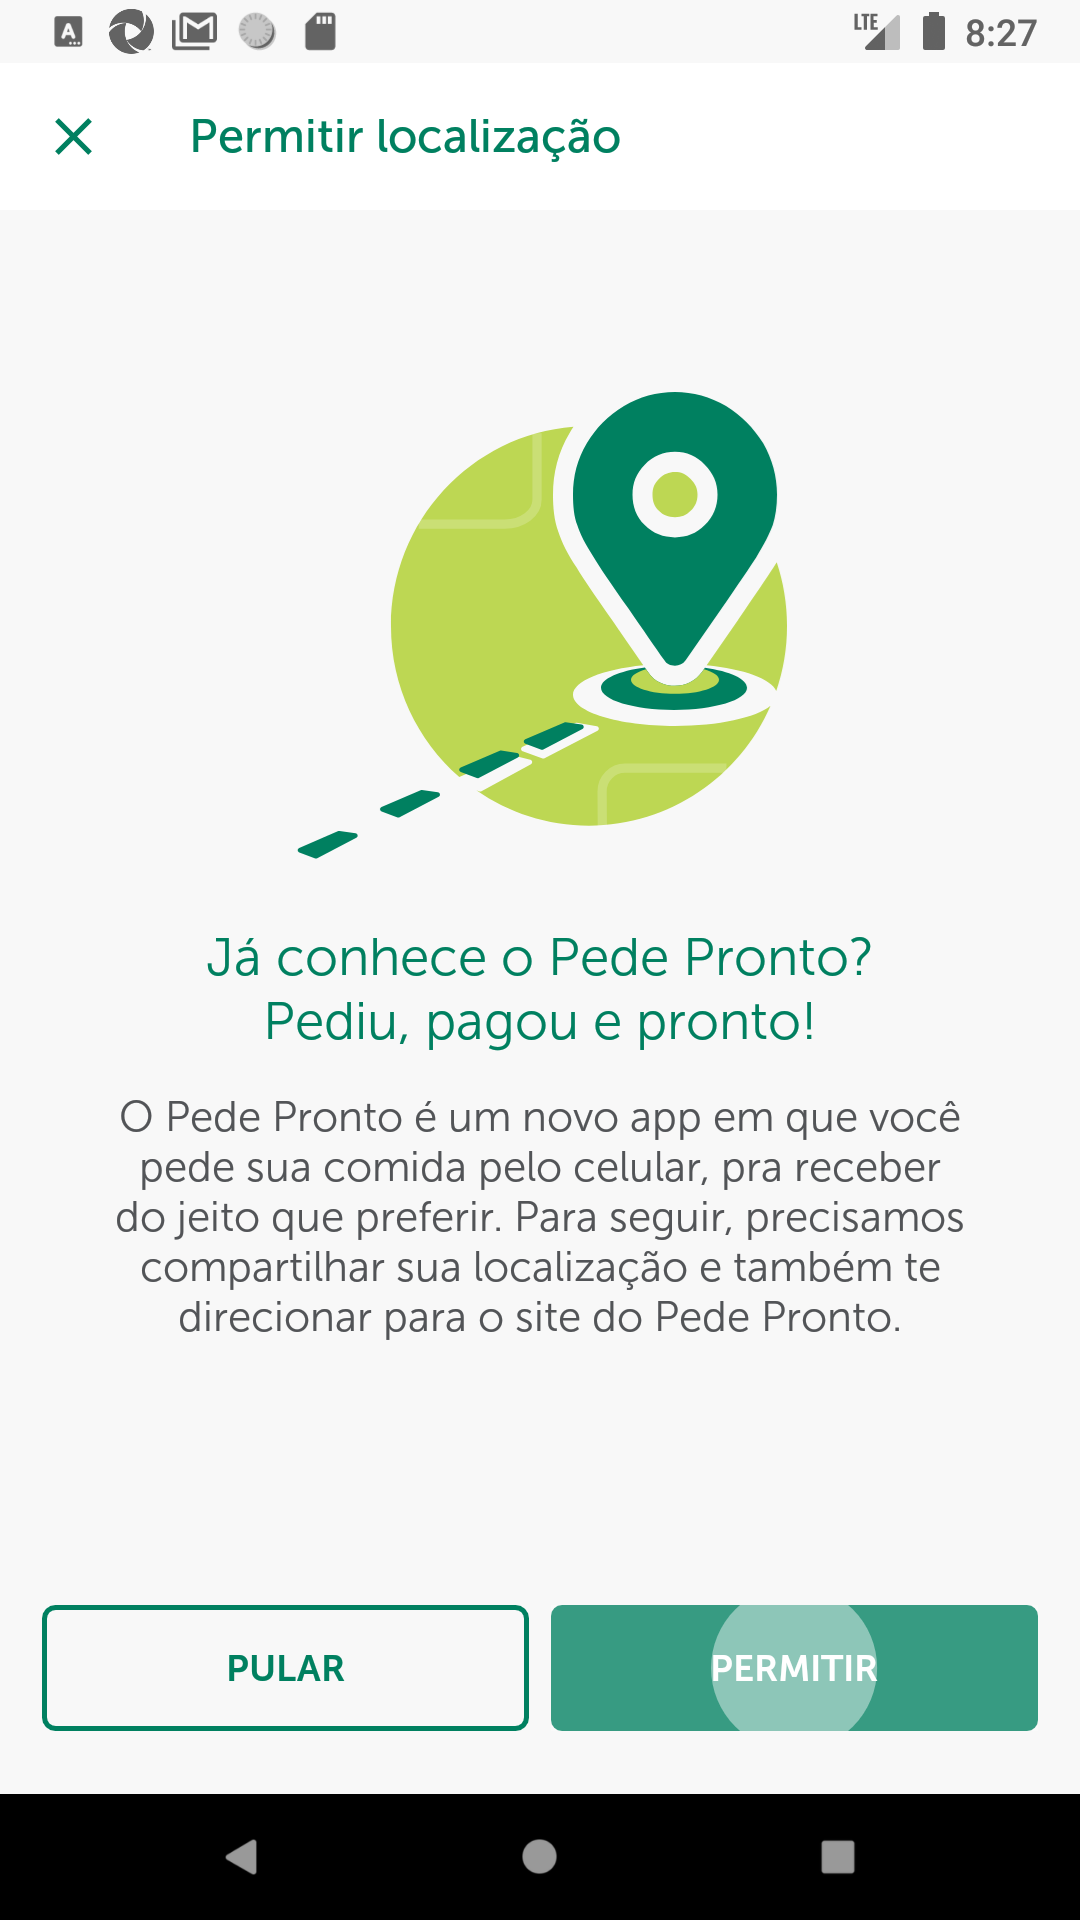 A
LTE
8:27
Permitir localização
Já conhece o Pede Pronto?
Pediu, pagou e pronto!
O Pede Pronto é um novo app em que você
pede sua comida pelo celular, pra receber
do jeito que preferir. Para seguir, precisamos
compartilhar sua localização e também te
direcionar para o site do Pede Pronto.
PULAR
PERMITIR